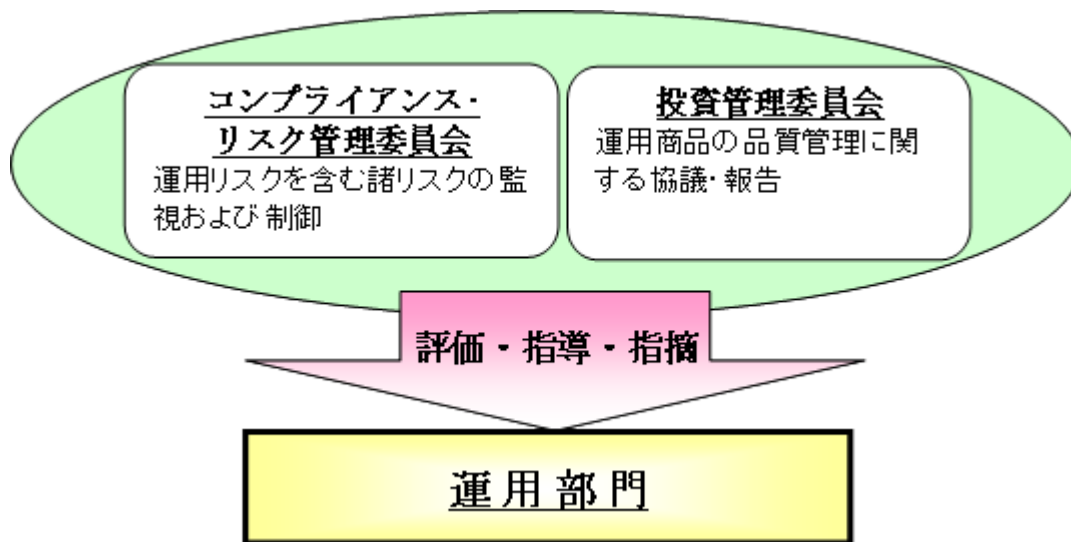 コンプライアンス・
リスク管理委員会
運用リスクを含む諸リスクの監
視および制御
投資管理委員会
運用商品の品質管理に関
する協議・報告
評価・指導・指摘
運用部門